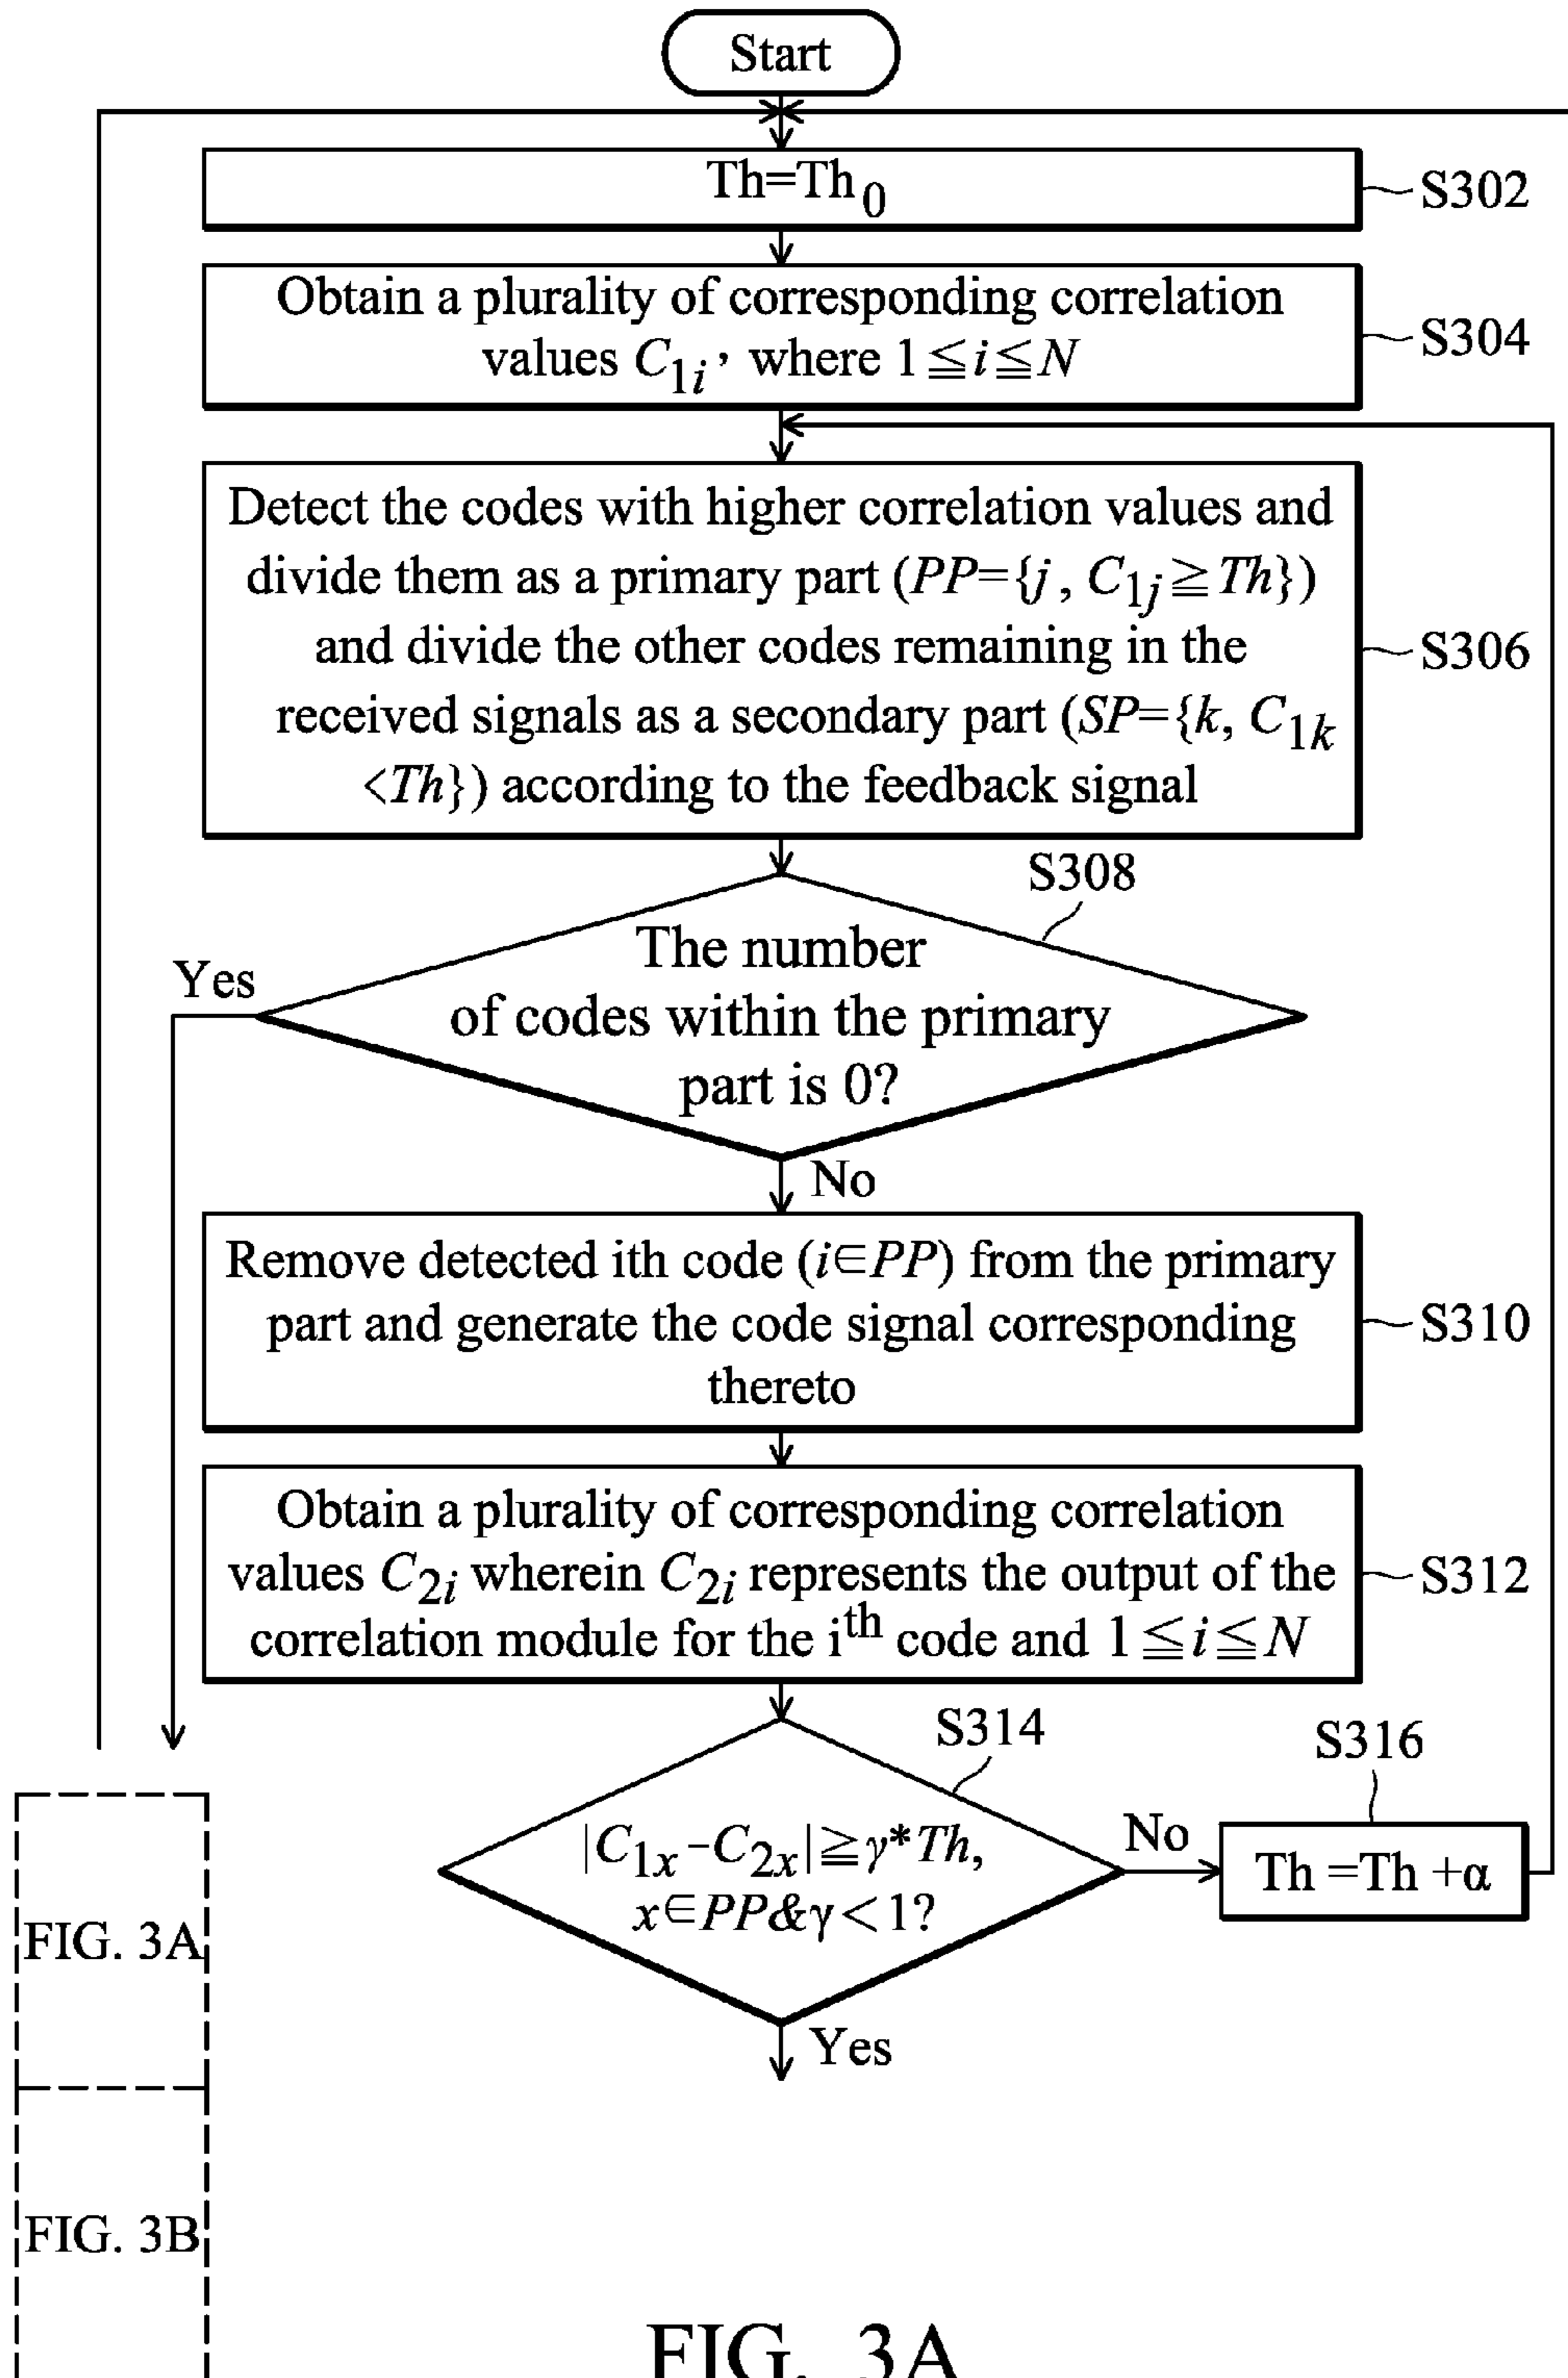 Start
Th=Th0
S302
Obtain a plurality of corresponding correlation
values C1i, where 1≦i≦N
S304
Detect the codes with higher correlation values and
divide them as a primary part (PP={j, C1j≧Th})
and divide the other codes remaining in the
received signals as a secondary part (SP={k, C1k
<Th}) according to the feedback signal
S306
S308
The number
of codes within the primary
part is 0?
Yes
No
Remove detected ith code (i∈PP) from the primary
part and generate the code signal corresponding
thereto
S310
Obtain a plurality of corresponding correlation
values C2i wherein C2i represents the output of the
correlation module for the ith code and 1≦i≦N
S312
S314
|C1x-C2x|≧γ*Th,
x∈PP&γ<1?
No
S316
Th =Th +α
Yes
FIG. 3A
FIG. 3B
FIG. 3A